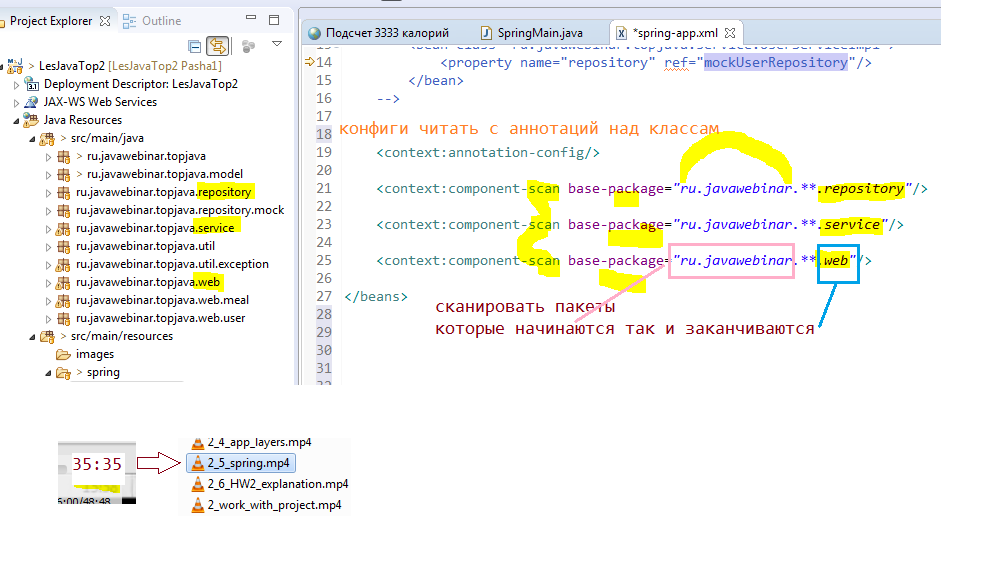 Project Explorer
Outline
> LesJavaTop2 [LesJavaTop2 Pasha1]
Deployment Descriptor: LesJavaTop2
JAX-WS Web Services
Java Resources
> src/main/java
> ru.javawebinar.topjava
> ru.javawebinar.topjava.model
ru.javawebinar.topjava.repository
ru.javawebinar.topjava.repository.mock
ru.javawebinar.topjava.service
ru.javawebinar.topjava.util
ru.javawebinar.topjava.util.exception
ru.javawebinar.topjava.web
ru.javawebinar.topjava.web.meal
ru.javawebinar.topjava.web.user
> src/main/resources
images
> spring
Подсчет 3333 калорий
SpringMain.java
*spring-app.xml
14 <property name="repository" ref="mockUserRepository"/>
15 </bean>
16 -->
17
18 конфиги читать с аннотаций над классам
19 <context:annotation-config/>
20
21 <context:component-scan base-package="ru.javawebinar.**.repository"/>
22
23 <context:component-scan base-package="ru.javawebinar.**.service"/>
24
25 <context:component-scan base-package="ru.javawebinar.**.web"/>
26
27 </beans>
28 сканировать пакеты
29 которые начинаются так и заканчиваются
30
31
35:35
2_4_app_layers.mp4
2_5_spring.mp4
2_6_HW2_explanation.mp4
2_work_with_project.mp4